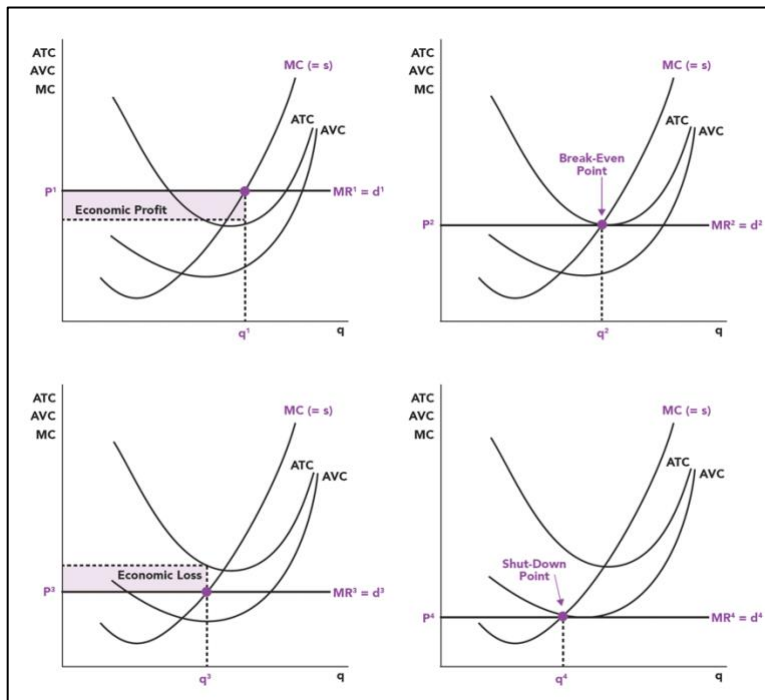 ATC
AVC
MC
MC (= s)
ATC
AVC
P¹
MR¹ = d¹
Economic Profit
q¹
q
ATC
AVC
MC
MC (= s)
ATC
AVC
Break-Even
Point
P²
MR² = d²
q²
q
ATC
AVC
MC
MC (= s)
ATC
AVC
Economic Loss
P³
MR³ = d³
q³
q
ATC
AVC
MC
MC (= s)
ATC
AVC
Shut-Down
Point
P⁴
MR⁴ = d⁴
q⁴
q